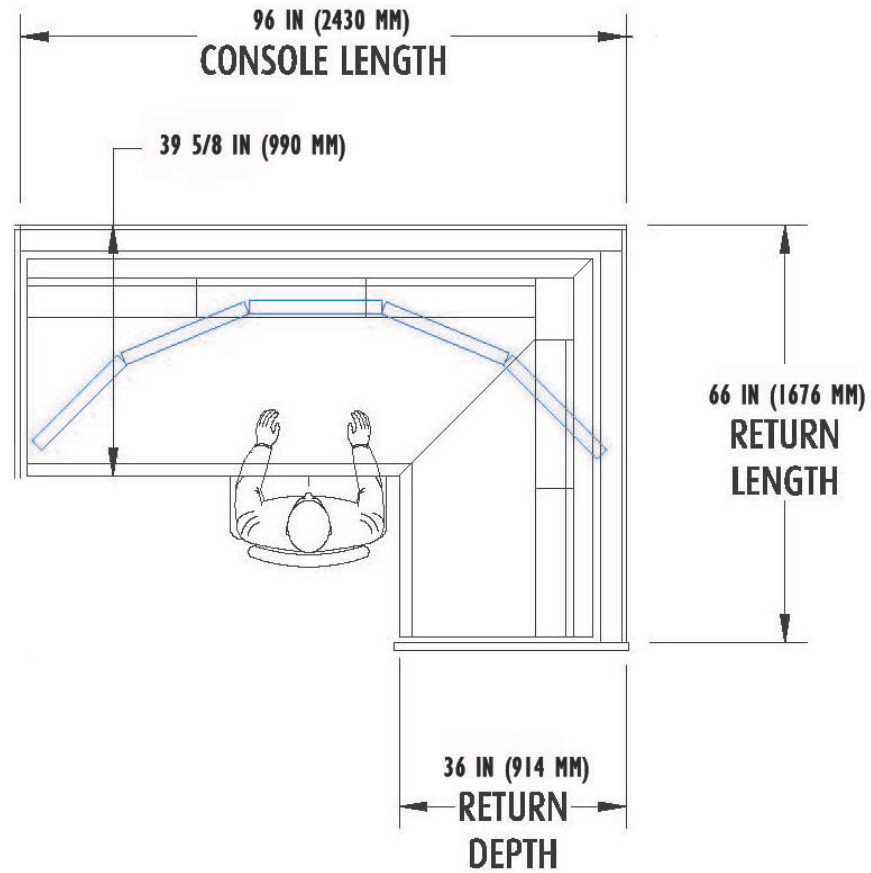 96 IN (2430 MM)
CONSOLE LENGTH
39 5/8 IN (990 MM)
66 IN (1676 MM)
RETURN
LENGTH
36 IN (914 MM)
RETURN
DEPTH